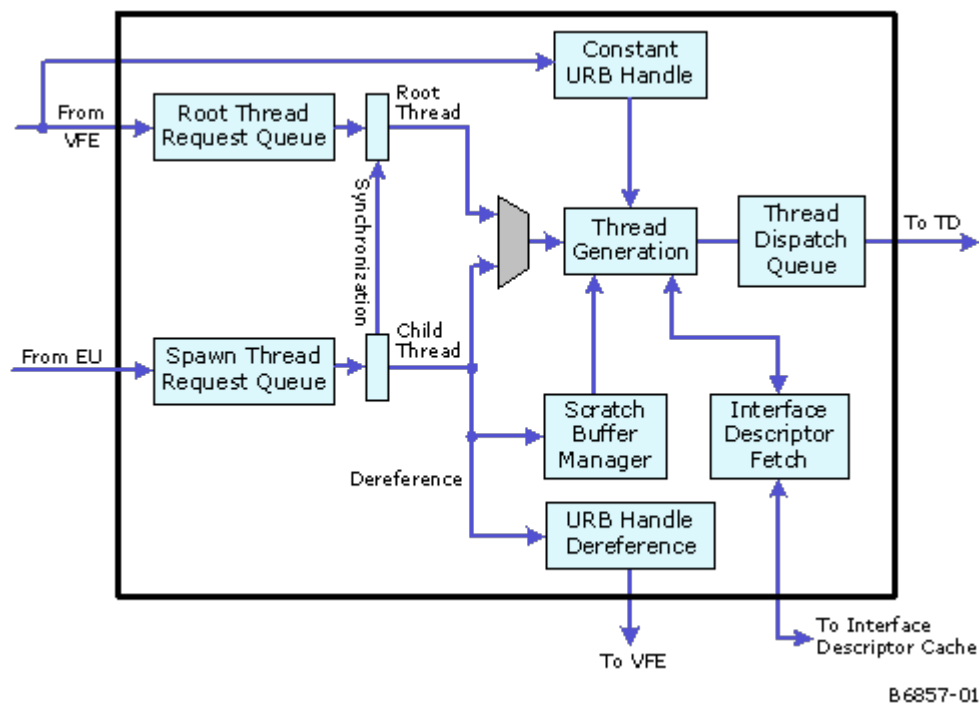 Constant
URB Handle
From
VFE
Root Thread
Request Queue
Root
Thread
Synchronization
Thread
Generation
Thread
Dispatch
Queue
To TD
From EU
Spawn Thread
Request Queue
Child
Thread
Scratch
Buffer
Manager
Interface
Descriptor
Fetch
Dereference
URB Handle
Dereference
To VFE
To Interface
Descriptor Cache
B6857-01